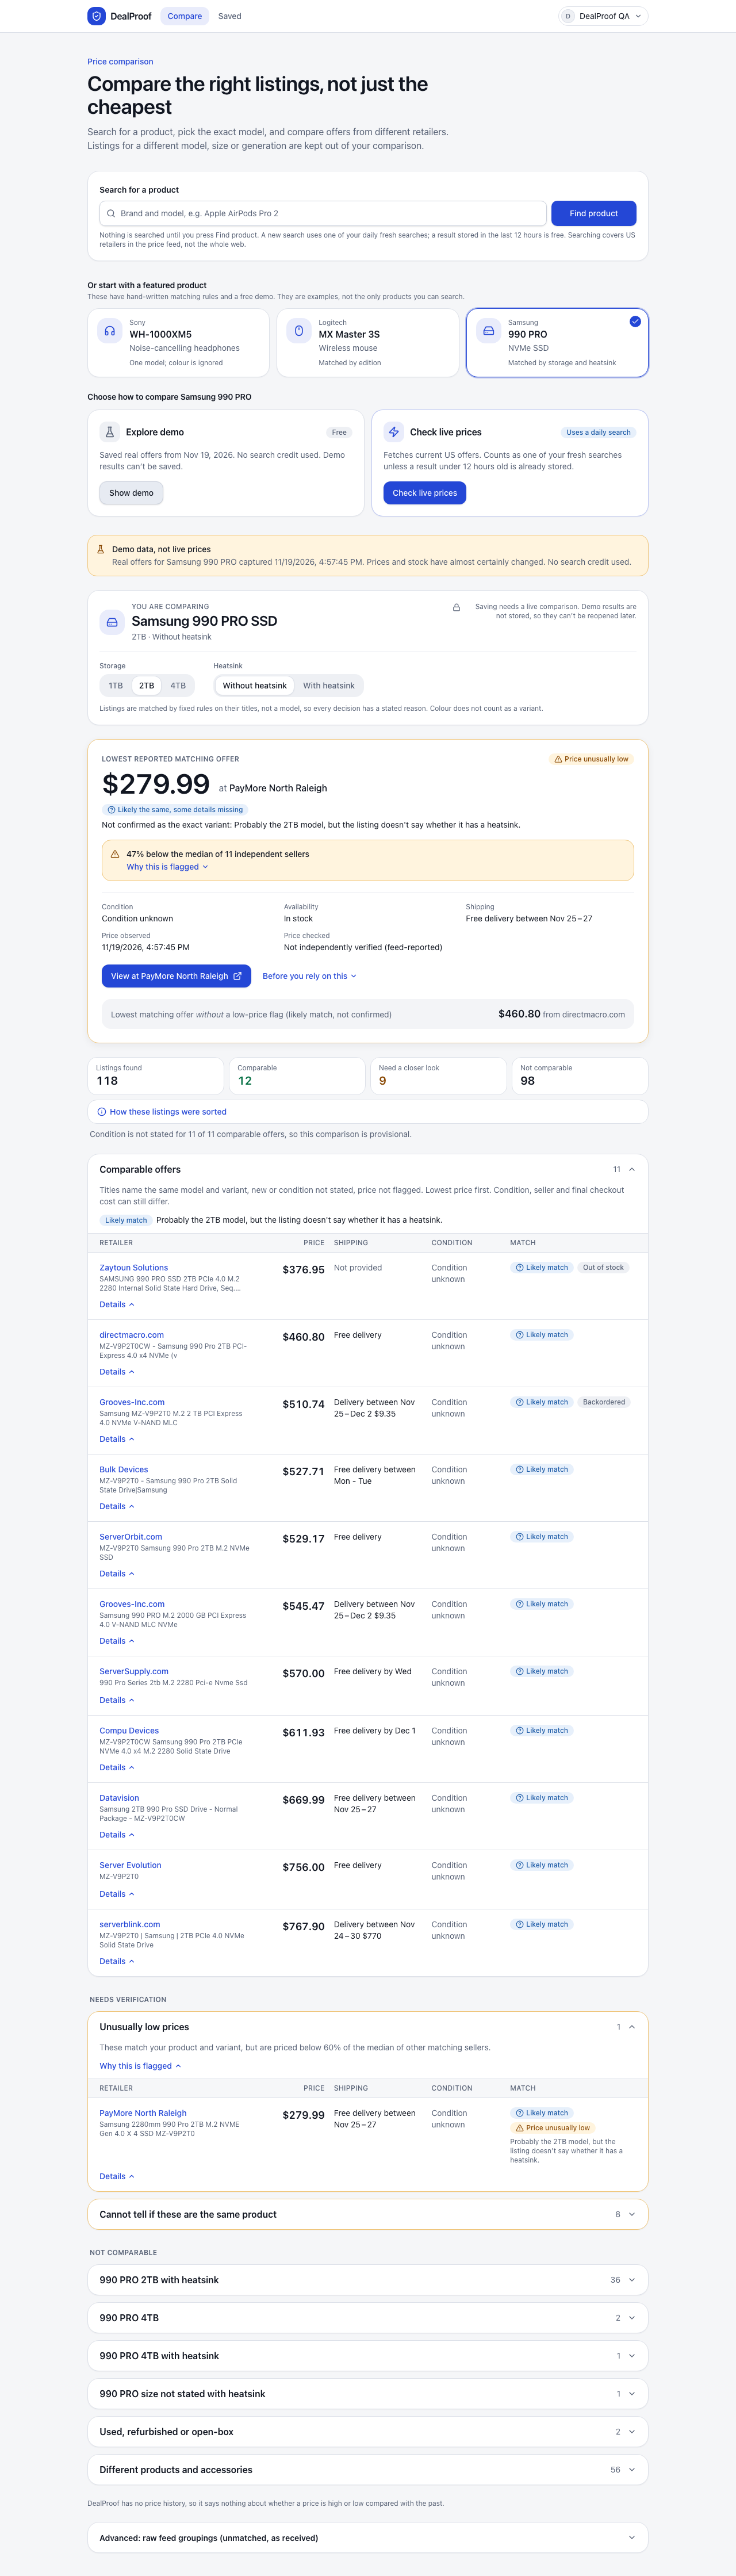 DealProof
Compare
Saved
D
DealProof QA
Price comparison
Compare the right listings, not just the
cheapest
Search for a product, pick the exact model, and compare offers from different retailers.
Listings for a different model, size or generation are kept out of your comparison.
Search for a product
Brand and model, e.g. Apple AirPods Pro 2
Find product
Nothing is searched until you press Find product. A new search uses one of your daily fresh searches; a result stored in the last 12 hours is free. Searching covers US
retailers in the price feed, not the whole web.
Or start with a featured product
These have hand-written matching rules and a free demo. They are examples, not the only products you can search.
Sony
WH-1000XM5
Noise-cancelling headphones
One model; colour is ignored
Logitech
MX Master 3S
Wireless mouse
Matched by edition
Samsung
990 PRO
NVMe SSD
Matched by storage and heatsink
Choose how to compare Samsung 990 PRO
Explore demo
Free
Saved real offers from Nov 19, 2026. No search credit used. Demo
results can't be saved.
Show demo
Check live prices
Uses a daily search
Fetches current US offers. Counts as one of your fresh searches
unless a result under 12 hours old is already stored.
Check live prices
Demo data, not live prices
Real offers for Samsung 990 PRO captured 11/19/2026, 4:57:45 PM. Prices and stock have almost certainly changed. No search credit used.
YOU ARE COMPARING
Samsung 990 PRO SSD
2TB · Without heatsink
Saving needs a live comparison. Demo results are
not stored, so they can't be reopened later.
Storage
1TB
2TB
4TB
Heatsink
Without heatsink
With heatsink
Listings are matched by fixed rules on their titles, not a model, so every decision has a stated reason. Colour does not count as a variant.
LOWEST REPORTED MATCHING OFFER
Price unusually low
$279.99 at PayMore North Raleigh
Likely the same, some details missing
Not confirmed as the exact variant: Probably the 2TB model, but the listing doesn't say whether it has a heatsink.
47% below the median of 11 independent sellers
Why this is flagged
Condition
Condition unknown
Availability
In stock
Shipping
Free delivery between Nov 25 – 27
Price observed
11/19/2026, 4:57:45 PM
Price checked
Not independently verified (feed-reported)
View at PayMore North Raleigh
Before you rely on this
Lowest matching offer without a low-price flag (likely match, not confirmed)
$460.80 from directmacro.com
Listings found
118
Comparable
12
Need a closer look
9
Not comparable
98
How these listings were sorted
Condition is not stated for 11 of 11 comparable offers, so this comparison is provisional.
Comparable offers
11
Titles name the same model and variant, new or condition not stated, price not flagged. Lowest price first. Condition, seller and final checkout
cost can still differ.
Likely match Probably the 2TB model, but the listing doesn't say whether it has a heatsink.
RETAILER PRICE SHIPPING CONDITION MATCH
Zaytoun Solutions
SAMSUNG 990 PRO SSD 2TB PCIe 4.0 M.2
2280 Internal Solid State Hard Drive, Seq....
Details
$376.95
Not provided
Condition
unknown
Likely match
Out of stock
directmacro.com
MZ-V9P2T0CW - Samsung 990 Pro 2TB PCI-
Express 4.0 x4 NVMe (v
Details
$460.80
Free delivery
Condition
unknown
Likely match
Grooves-Inc.com
Samsung MZ-V9P2T0 M.2 2 TB PCI Express
4.0 NVMe V-NAND MLC
Details
$510.74
Delivery between Nov
25 – Dec 2 $9.35
Condition
unknown
Likely match
Backordered
Bulk Devices
MZ-V9P2T0 - Samsung 990 Pro 2TB Solid
State Drive|Samsung
Details
$527.71
Free delivery between
Mon - Tue
Condition
unknown
Likely match
ServerOrbit.com
MZ-V9P2T0 Samsung 990 Pro 2TB M.2 NVMe
SSD
Details
$529.17
Free delivery
Condition
unknown
Likely match
Grooves-Inc.com
Samsung 990 PRO M.2 2000 GB PCI Express
4.0 V-NAND MLC NVMe
Details
$545.47
Delivery between Nov
25 – Dec 2 $9.35
Condition
unknown
Likely match
ServerSupply.com
990 Pro Series 2tb M.2 2280 Pci-e Nvme Ssd
Details
$570.00
Free delivery by Wed
Condition
unknown
Likely match
Compu Devices
MZ-V9P2T0CW Samsung 990 Pro 2TB PCIe
NVMe 4.0 x4 M.2 2280 Solid State Drive
Details
$611.93
Free delivery by Dec 1
Condition
unknown
Likely match
Datavision
Samsung 2TB 990 Pro SSD Drive - Normal
Package - MZ-V9P2T0CW
Details
$669.99
Free delivery between
Nov 25 – 27
Condition
unknown
Likely match
Server Evolution
MZ-V9P2T0
Details
$756.00
Free delivery
Condition
unknown
Likely match
serverblink.com
MZ-V9P2T0 | Samsung | 2TB PCIe 4.0 NVMe
Solid State Drive
Details
$767.90
Delivery between Nov
24 – 30 $770
Condition
unknown
Likely match
NEEDS VERIFICATION
Unusually low prices
1
These match your product and variant, but are priced below 60% of the median of other matching sellers.
Why this is flagged
RETAILER PRICE SHIPPING CONDITION MATCH
PayMore North Raleigh
Samsung 2280mm 990 Pro 2TB M.2 NVME
Gen 4.0 X 4 SSD MZ-V9P2T0
$279.99
Free delivery between
Nov 25 – 27
Condition
unknown
Likely match
Price unusually low
Probably the 2TB model, but the
listing doesn't say whether it has a
heatsink.
Details
Cannot tell if these are the same product
8
NOT COMPARABLE
990 PRO 2TB with heatsink
36
990 PRO 4TB
2
990 PRO 4TB with heatsink
1
990 PRO size not stated with heatsink
1
Used, refurbished or open-box
2
Different products and accessories
56
DealProof has no price history, so it says nothing about whether a price is high or low compared with the past.
Advanced: raw feed groupings (unmatched, as received)